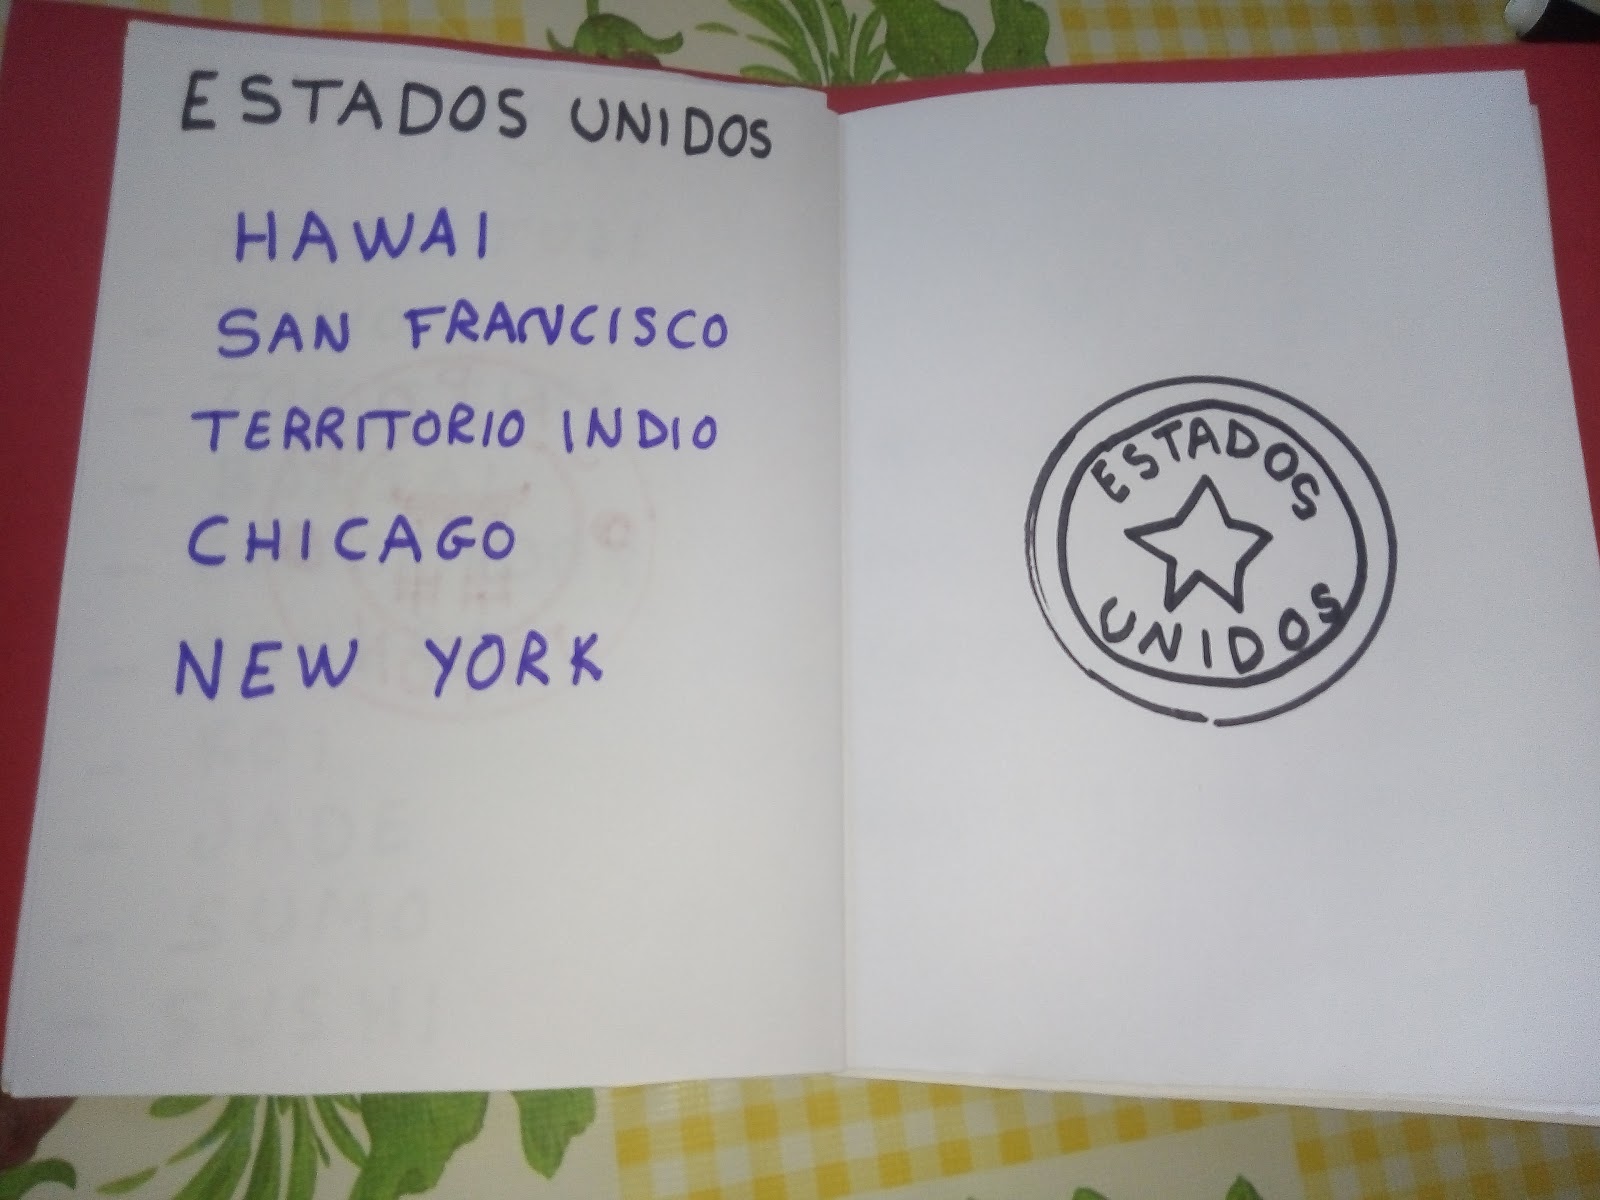 ESTADOS UNIDOS
HAWAI
SAN FRANCISCO
TERRITORIO INDIO
CHICAGO
NEW YORK
ESTADOS
UNIDOS